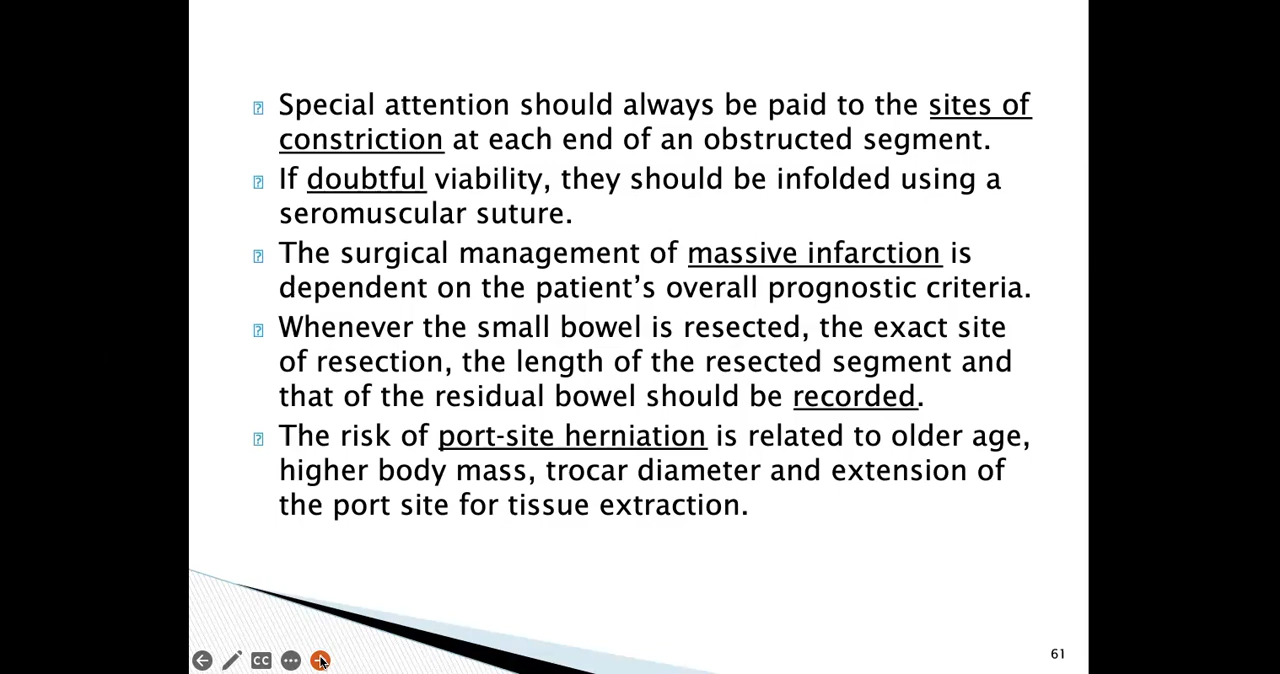 Special attention should always be paid to the sites of
constriction at each end of an obstructed segment.
If doubtful viability, they should be infolded using a
seromuscular suture.
The surgical management of massive infarction is
dependent on the patient’s overall prognostic criteria.
Whenever the small bowel is resected, the exact site
of resection, the length of the resected segment and
that of the residual bowel should be recorded.
The risk of port-site herniation is related to older age,
higher body mass, trocar diameter and extension of
the port site for tissue extraction.
CC
61